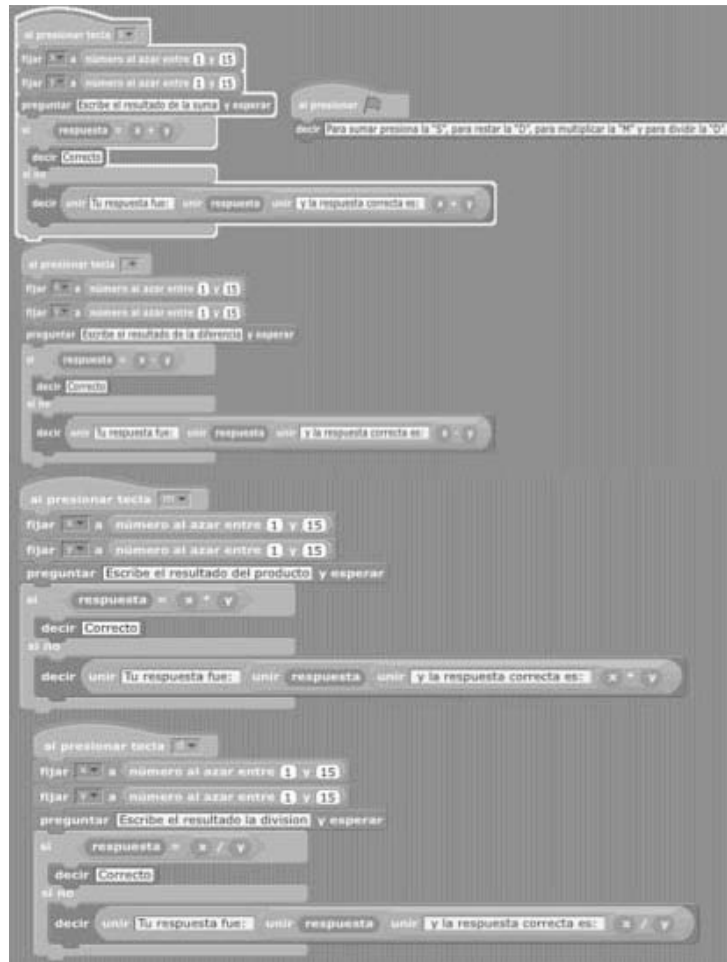 al presionar tecla
fijar x a número al azar entre 1 y 15
fijar y a número al azar entre 1 y 15
preguntar Escribe el resultado de la suma y esperar
si respuesta = x + y
decir Correcto
si no
decir unir Tu respuesta fue: unir respuesta unir y la respuesta correcta es: x + y
al presionar
decir Para sumar presiona la "S", para restar la "D", para multiplicar la "M" y para dividir la "D".
al presionar tecla
fijar x a número al azar entre 1 y 15
fijar y a número al azar entre 1 y 15
preguntar Escribe el resultado de la diferencia y esperar
si respuesta = x - y
decir Correcto
si no
decir unir Tu respuesta fue: unir respuesta unir y la respuesta correcta es: x - y
al presionar tecla m
fijar x a número al azar entre 1 y 15
fijar y a número al azar entre 1 y 15
preguntar Escribe el resultado del producto y esperar
si respuesta = x * y
decir Correcto
si no
decir unir Tu respuesta fue: unir respuesta unir y la respuesta correcta es: x * y
al presionar tecla
fijar x a número al azar entre 1 y 15
fijar y a número al azar entre 1 y 15
preguntar Escribe el resultado la division y esperar
si respuesta = x / y
decir Correcto
si no
decir unir Tu respuesta fue: unir respuesta unir y la respuesta correcta es: x / y